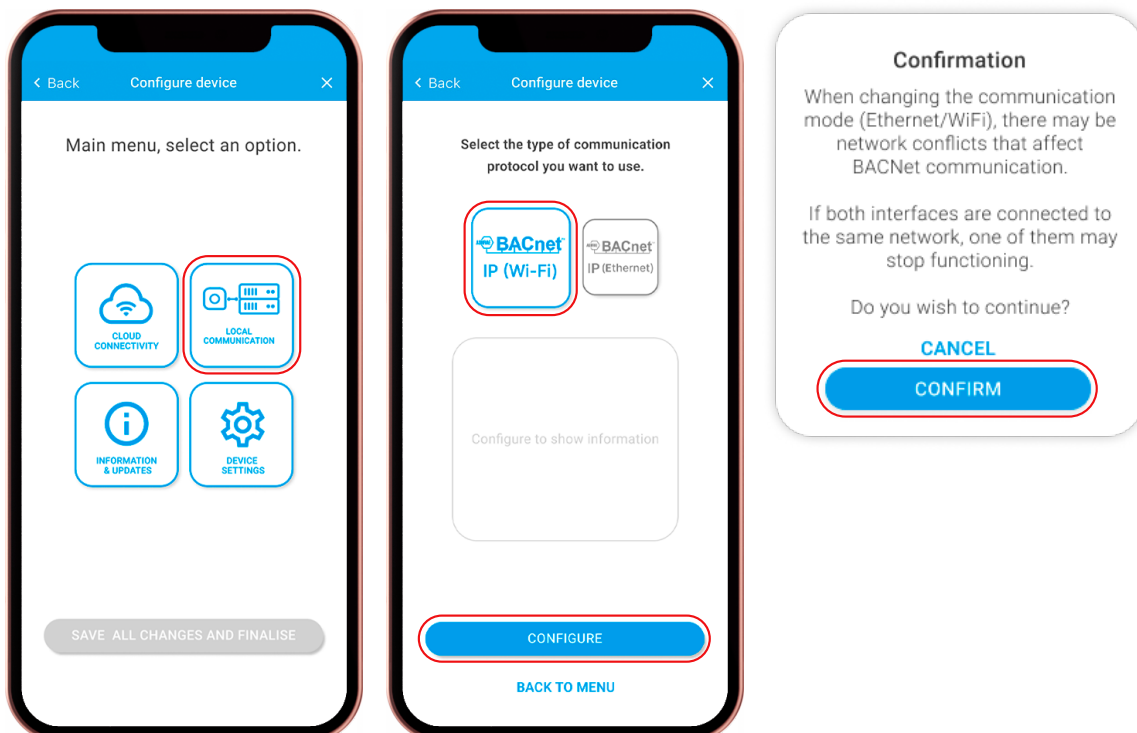 < Back Configure device ×
Main menu, select an option.
CLOUD
CONNECTIVITY
LOCAL
COMMUNICATION
INFORMATION
& UPDATES
DEVICE
SETTINGS
SAVE ALL CHANGES AND FINALISE
< Back Configure device ×
Select the type of communication
protocol you want to use.
BACnet
IP (Wi-Fi)
BACnet
IP (Ethernet)
Configure to show information
CONFIGURE
BACK TO MENU
Confirmation
When changing the communication
mode (Ethernet/WiFi), there may be
network conflicts that affect
BACNet communication.
If both interfaces are connected to
the same network, one of them may
stop functioning.
Do you wish to continue?
CANCEL
CONFIRM